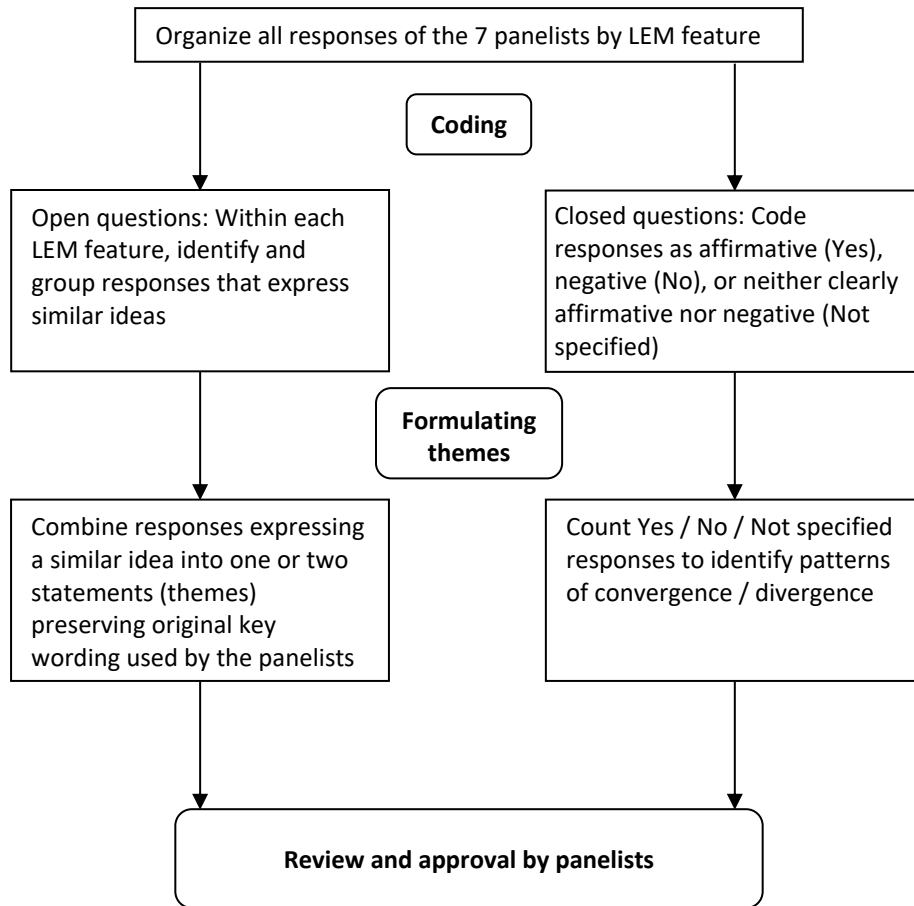 Organize all responses of the 7 panelists by LEM feature
Coding
Open questions: Within each
LEM feature, identify and
group responses that express
similar ideas
Closed questions: Code
responses as affirmative (Yes),
negative (No), or neither clearly
affirmative nor negative (Not
specified)
Formulating
themes
Combine responses expressing
a similar idea into one or two
statements (themes)
preserving original key
wording used by the panelists
Count Yes / No / Not specified
responses to identify patterns
of convergence / divergence
Review and approval by panelists